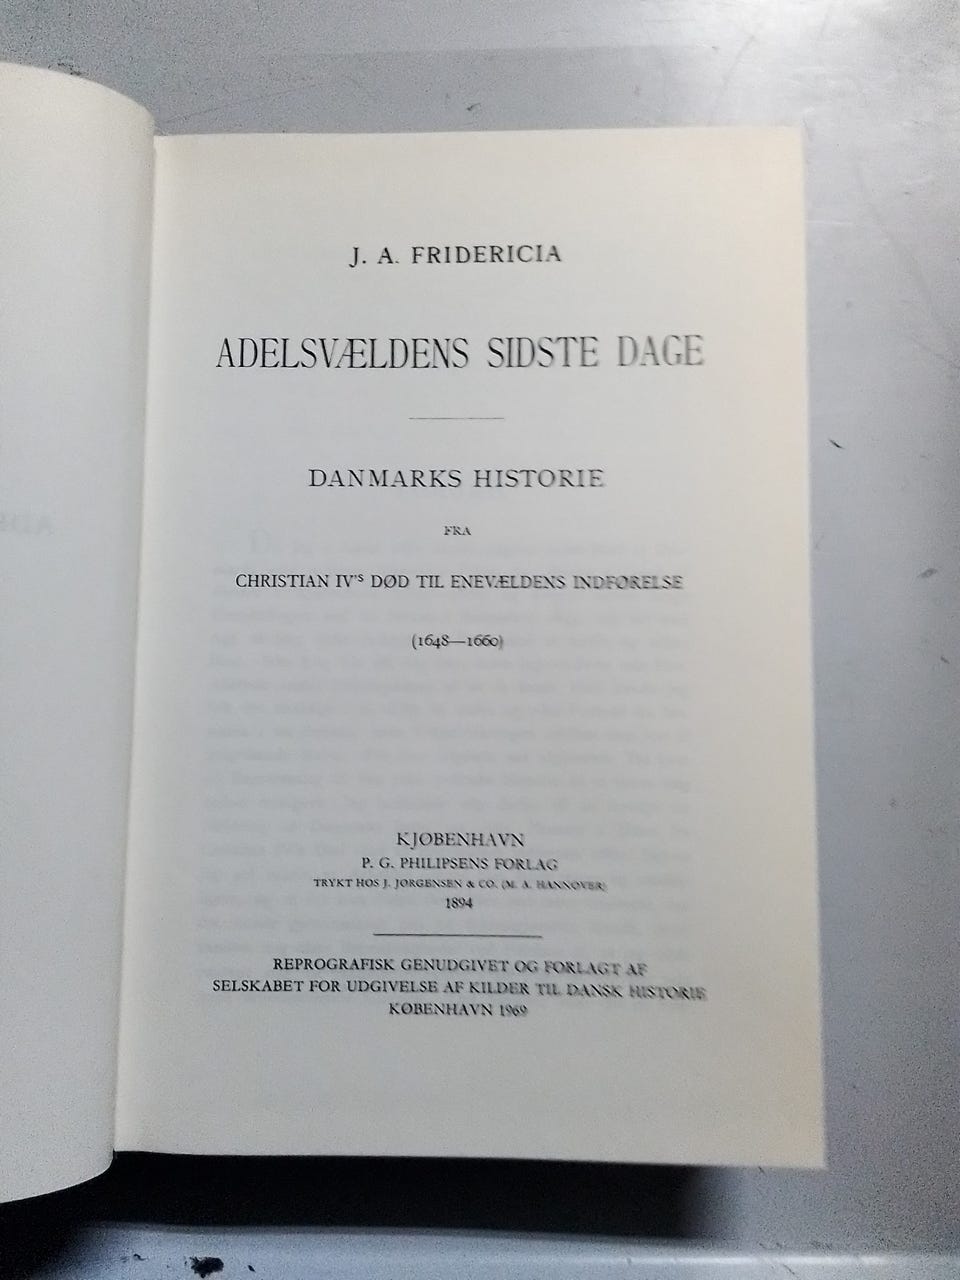 J. A. FRIDERICIA
ADELSVÆLDENS SIDSTE DAGE
DANMARKS HISTORIE
FRA
CHRISTIAN IV's DØD TIL ENEVÆLDENS INDFØRELSE
(1648—1660)
KJØBENHAVN
P. G. PHILIPSENS FORLAG
TRYKT HOS J. JØRGENSEN & CO. (M. A. HANNOVER)
1894
REPROGRAFISK GENUDGIVET OG FORLAGT AF
SELSKABET FOR UDGIVELSE AF KILDER TIL DANSK HISTORIE
KØBENHAVN 1969